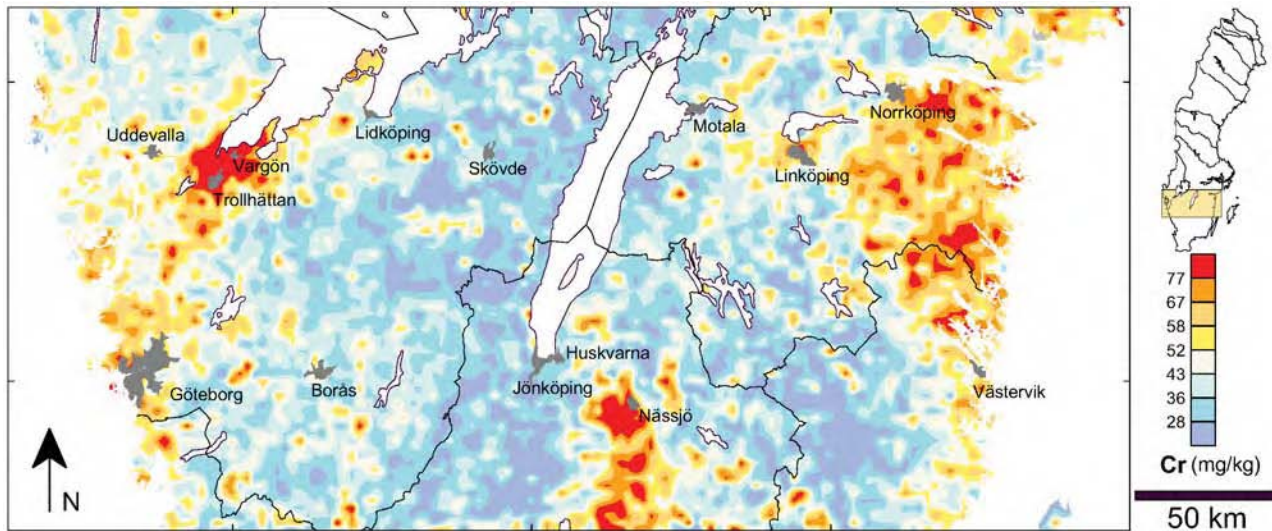 Uddevalla
Vargön
Trollhättan
Lidköping
Skövde
Motala
Norrköping
Linköping
Göteborg
Borås
Huskvarna
Jönköping
Nässjö
Västervik
N
77
67
58
52
43
36
28
Cr (mg/kg)
50 km